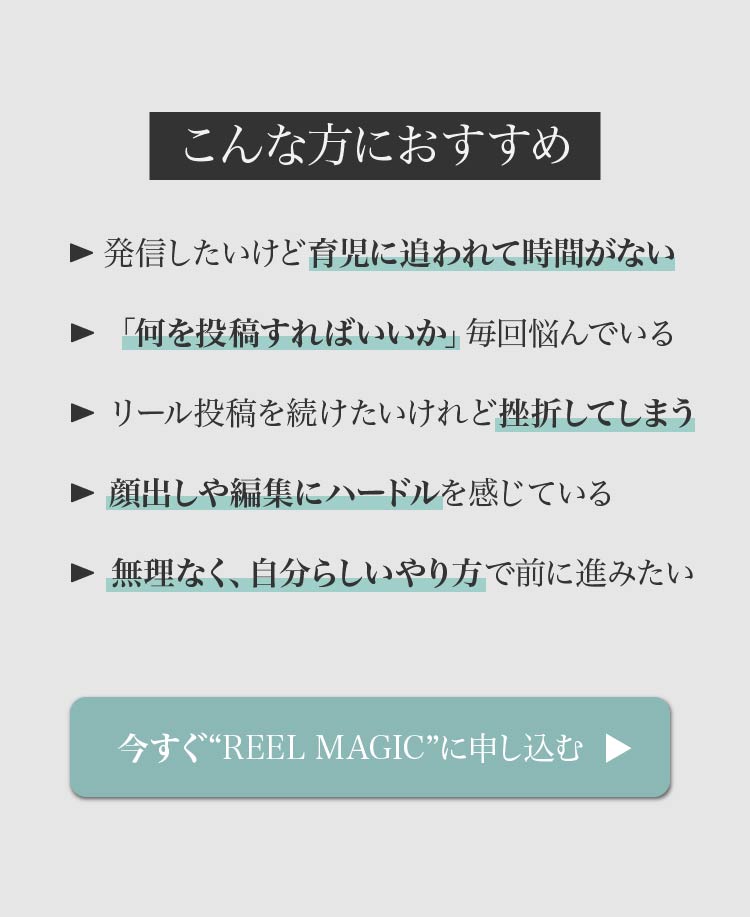 こんな方におすすめ
発信したいけど育児に追われて時間がない
「何を投稿すればいいか」毎回悩んでいる
リール投稿を続けたいけれど挫折してしまう
顔出しや編集にハードルを感じている
無理なく、自分らしいやり方で前に進みたい
今すぐ“REEL MAGIC”に申し込む